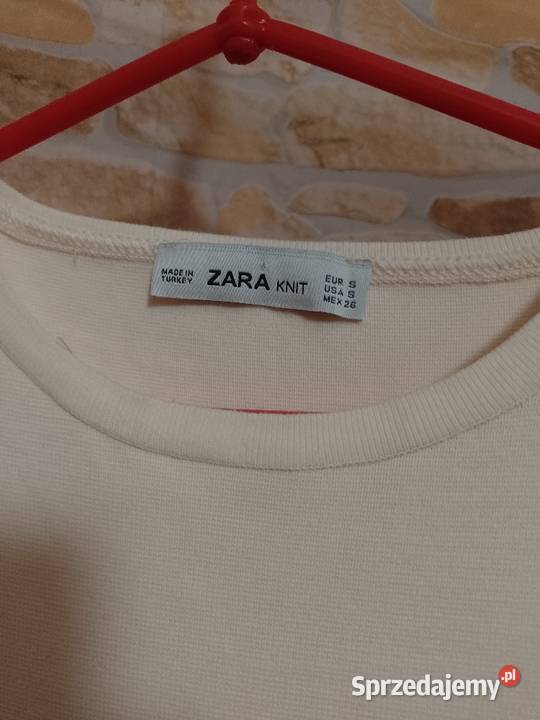 MADE IN
TURKEY
ZARA KNIT
EUR S
USA S
MEX 26
Sprzedajemy.pl